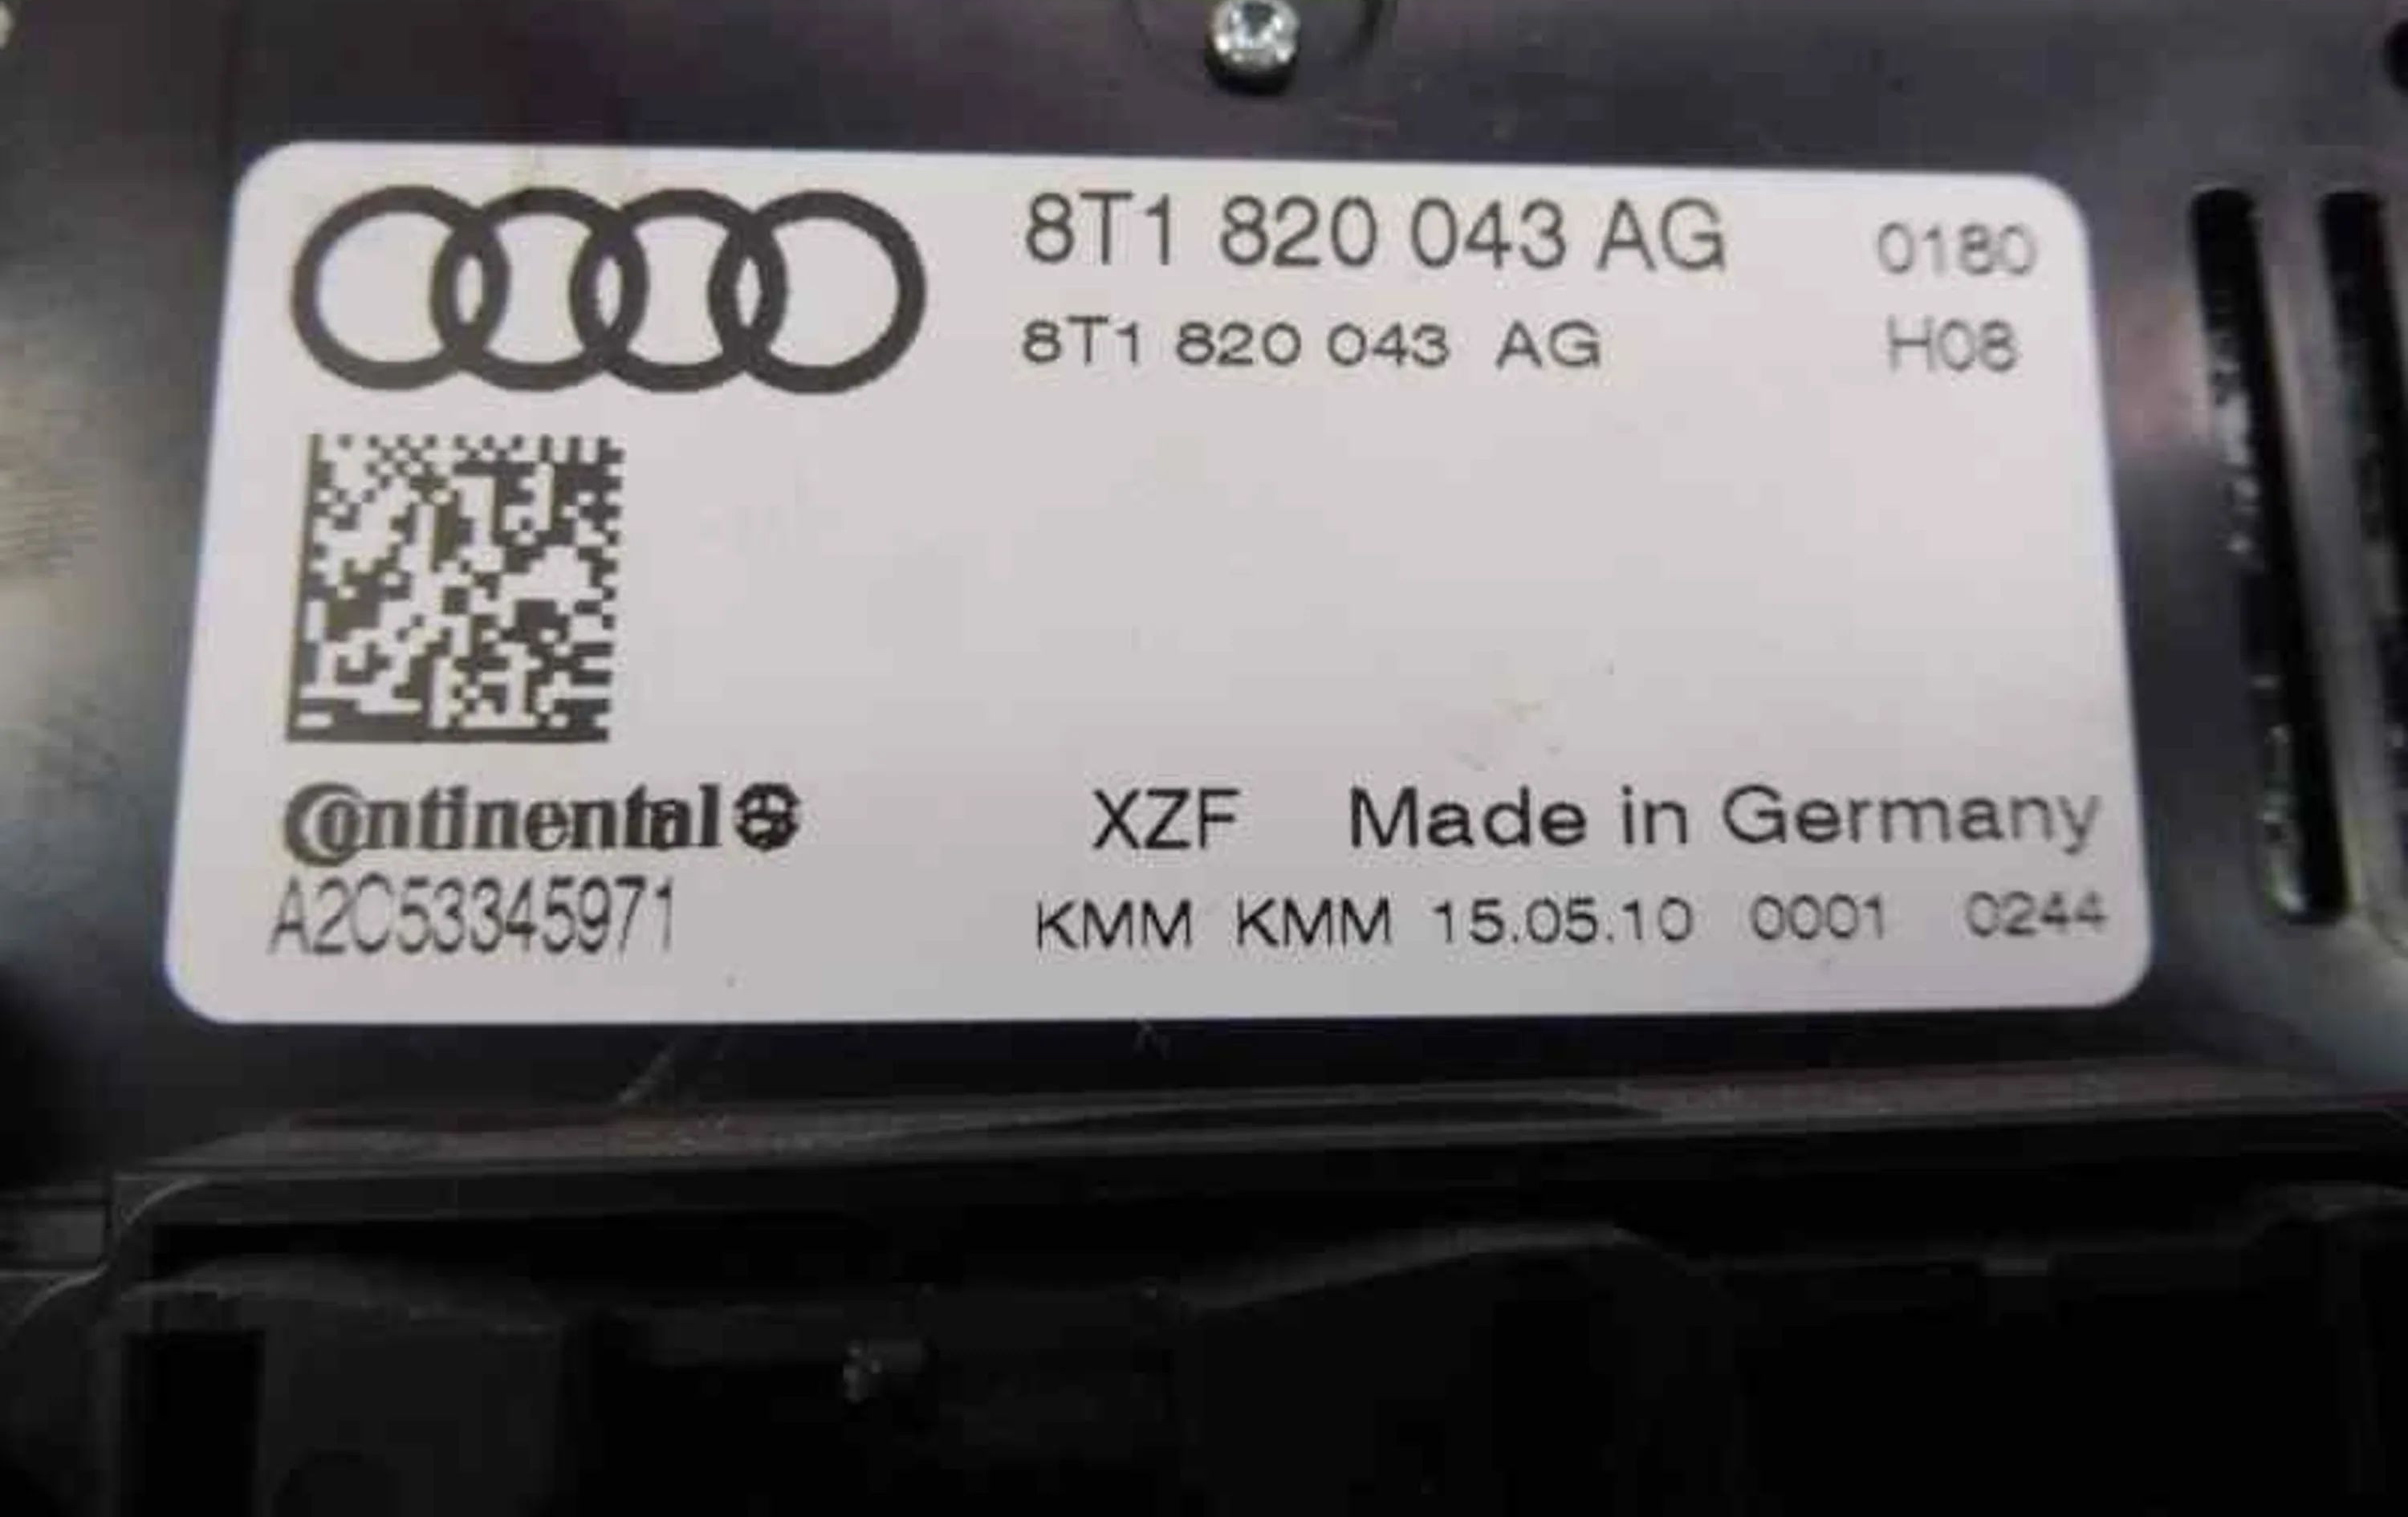 8T1 820 043 AG 0180
8T1 820 043 AG H08
Continental
XZF Made in Germany
A2C53345971
KMM KMM 15.05.10 0001 0244